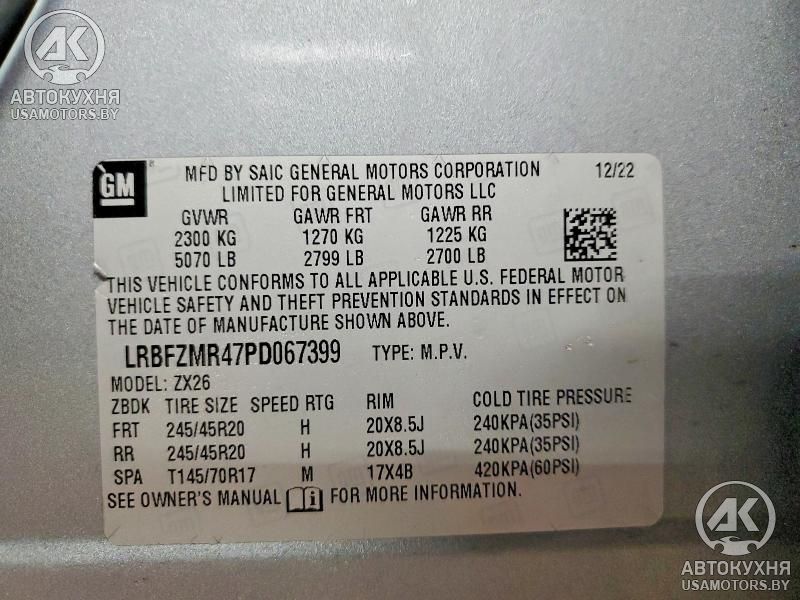 АК
АВТОКУХНЯ
USAMOTORS.BY
GM
MFD BY SAIC GENERAL MOTORS CORPORATION 12/22
LIMITED FOR GENERAL MOTORS LLC
GVWR GAWR FRT GAWR RR
2300 KG 1270 KG 1225 KG
5070 LB 2799 LB 2700 LB
THIS VEHICLE CONFORMS TO ALL APPLICABLE U.S. FEDERAL MOTOR
VEHICLE SAFETY AND THEFT PREVENTION STANDARDS IN EFFECT ON
THE DATE OF MANUFACTURE SHOWN ABOVE.
LRBFZMR47PD067399 TYPE: M.P.V.
MODEL: ZX26
ZBDK TIRE SIZE SPEED RTG RIM COLD TIRE PRESSURE
FRT 245/45R20 H 20X8.5J 240KPA(35PSI)
RR 245/45R20 H 20X8.5J 240KPA(35PSI)
SPA T145/70R17 M 17X4B 420KPA(60PSI)
SEE OWNER'S MANUAL i FOR MORE INFORMATION.
АК
АВТОКУХНЯ
USAMOTORS.BY